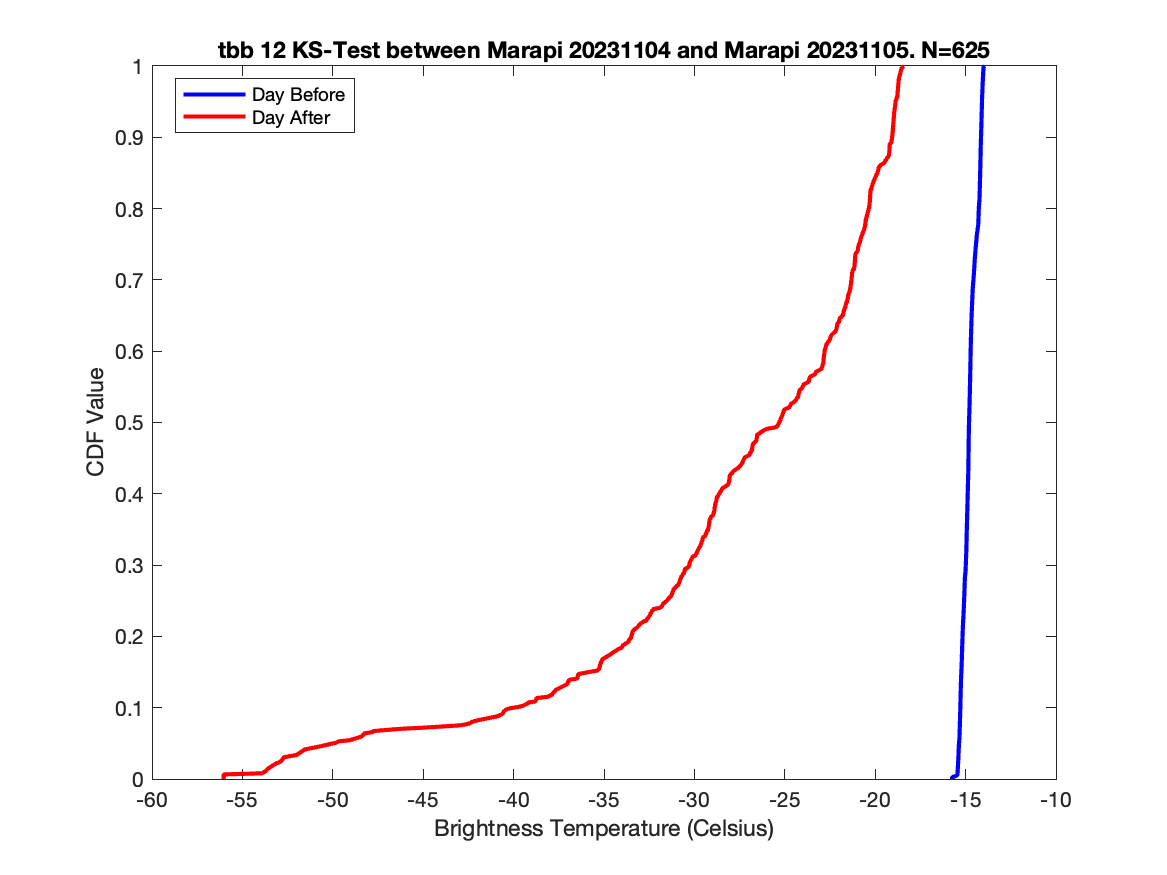 tbb 12 KS-Test between Marapi 20231104 and Marapi 20231105. N=625
Day Before
Day After
1
0.9
0.8
0.7
0.6
0.5
0.4
0.3
0.2
0.1
0
CDF Value
-60 -55 -50 -45 -40 -35 -30 -25 -20 -15 -10
Brightness Temperature (Celsius)